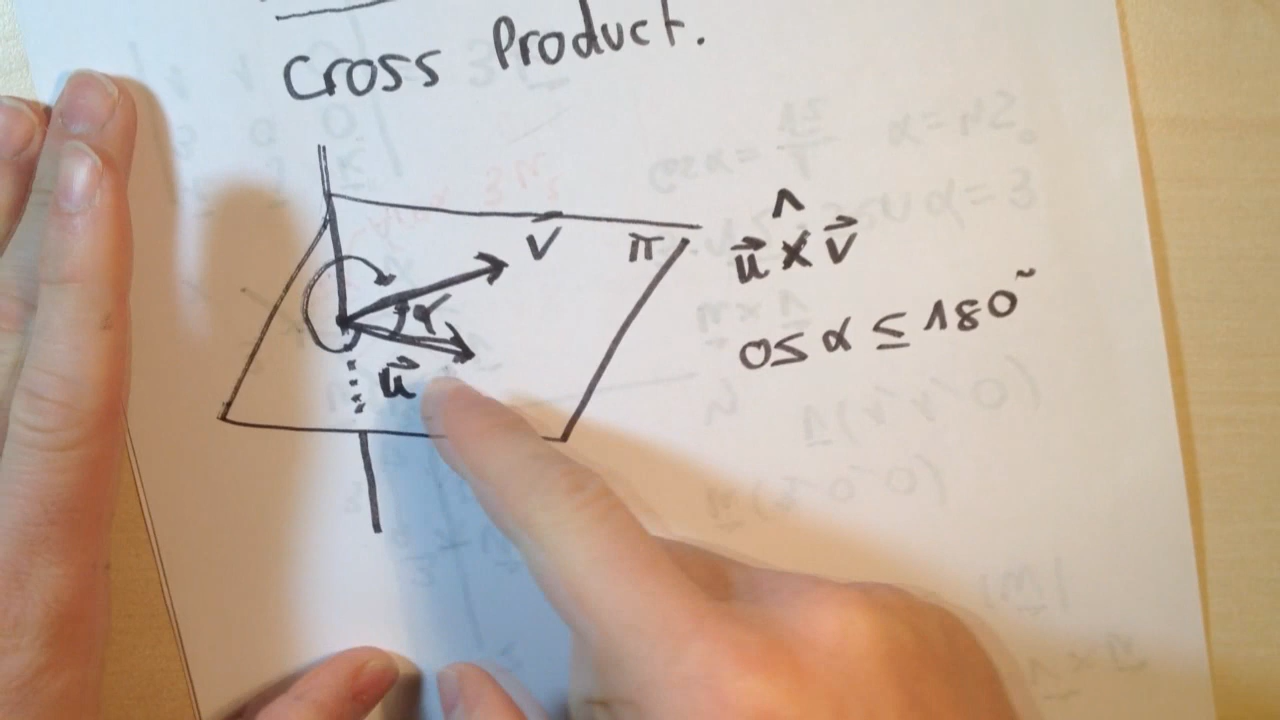 Cross Product.
v π
α
u⃗
^
u⃗ × v⃗
0≤ α ≤ 180°